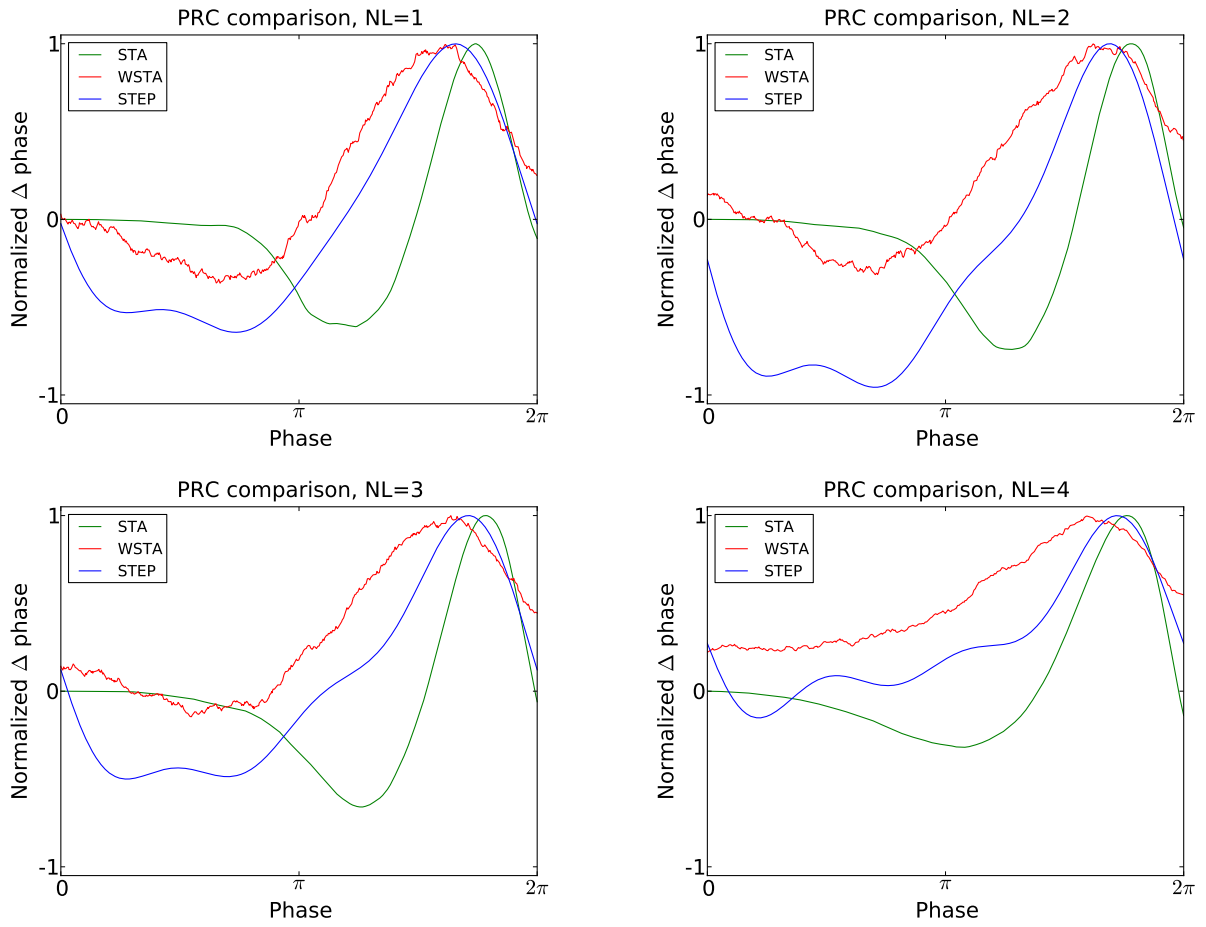 PRC comparison, NL=1
Normalized Δ phase
1
0
-1
STA
WSTA
STEP
0
π
2π
Phase
PRC comparison, NL=2
Normalized Δ phase
1
0
-1
STA
WSTA
STEP
0
π
2π
Phase
PRC comparison, NL=3
Normalized Δ phase
1
0
-1
STA
WSTA
STEP
0
π
2π
Phase
PRC comparison, NL=4
Normalized Δ phase
1
0
-1
STA
WSTA
STEP
0
π
2π
Phase